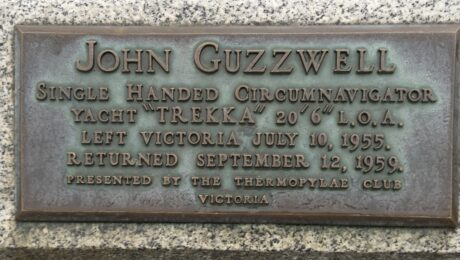 JOHN GUZZWELL
SINGLE HANDED CIRCUMNAVIGATOR
YACHT "TREKKA" 20'6" L.O.A.
LEFT VICTORIA JULY 10, 1955.
RETURNED SEPTEMBER 12, 1959.
PRESENTED BY THE THERMOPYLAE CLUB
VICTORIA